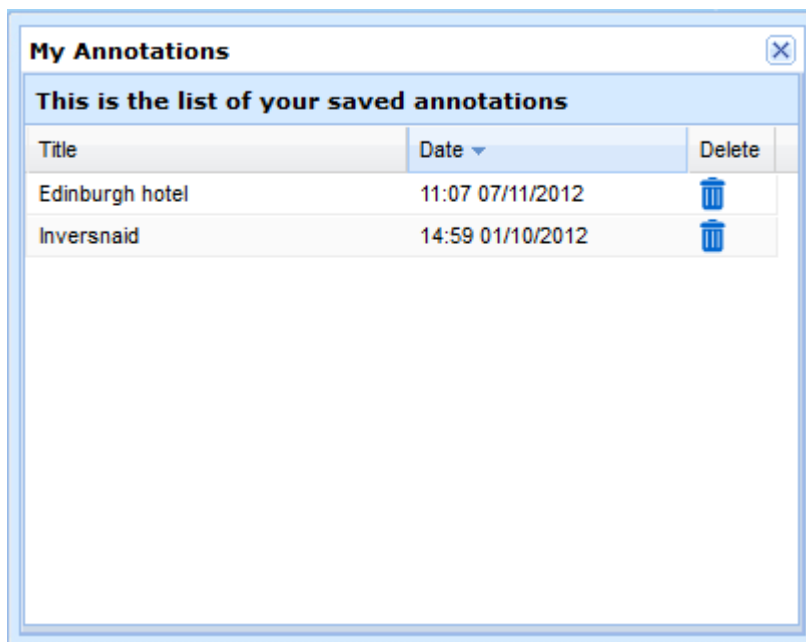 My Annotations
This is the list of your saved annotations
Title Date Delete
Edinburgh hotel 11:07 07/11/2012
Inversnaid 14:59 01/10/2012